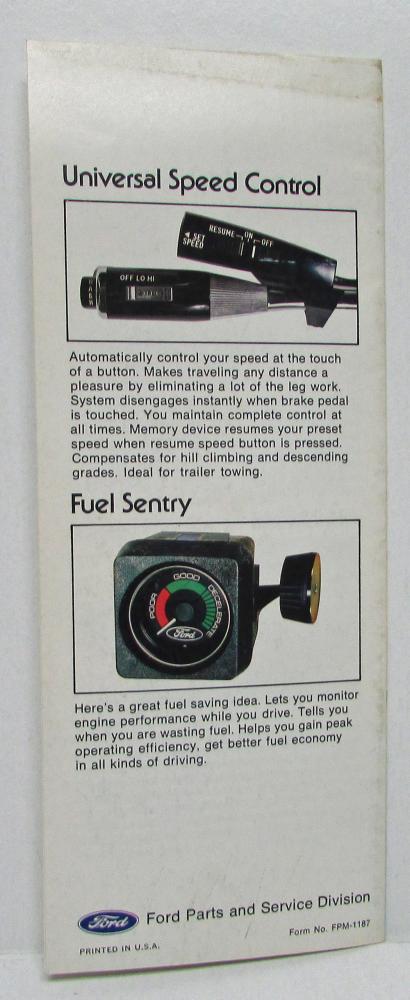 Universal Speed Control
RESUME ON OFF
◄ SET
SPEED
OFF LO HI
Automatically control your speed at the touch
of a button. Makes traveling any distance a
pleasure by eliminating a lot of the leg work.
System disengages instantly when brake pedal
is touched. You maintain complete control at
all times. Memory device resumes your preset
speed when resume speed button is pressed.
Compensates for hill climbing and descending
grades. Ideal for trailer towing.
Fuel Sentry
POOR GOOD DECELERATE
Ford
Here's a great fuel saving idea. Lets you monitor
engine performance while you drive. Tells you
when you are wasting fuel. Helps you gain peak
operating efficiency, get better fuel economy
in all kinds of driving.
Ford Ford Parts and Service Division
Form No. FPM-1187
PRINTED IN U.S.A.